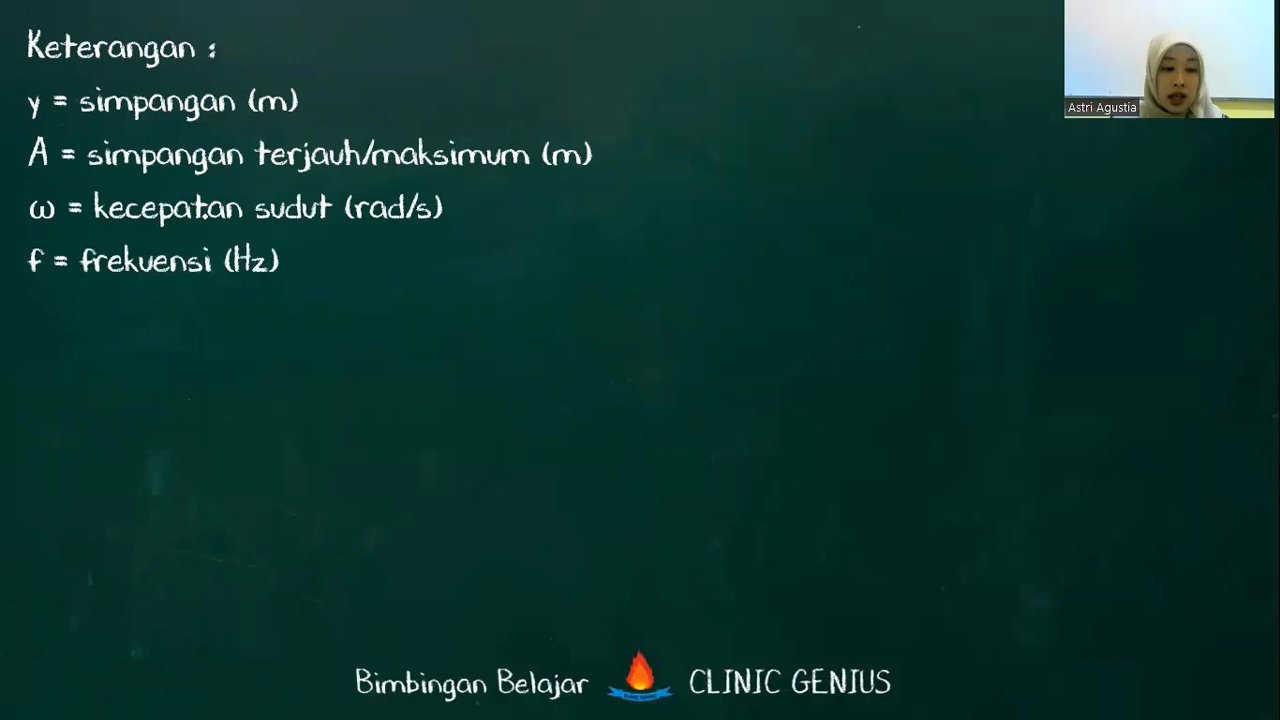 Keterangan :
y = simpangan (m)
A = simpangan terjauh/maksimum (m)
ω = kecepatan sudut (rad/s)
f = frekuensi (Hz)
Astri Agustia
Bimbingan Belajar CLINIC GENIUS